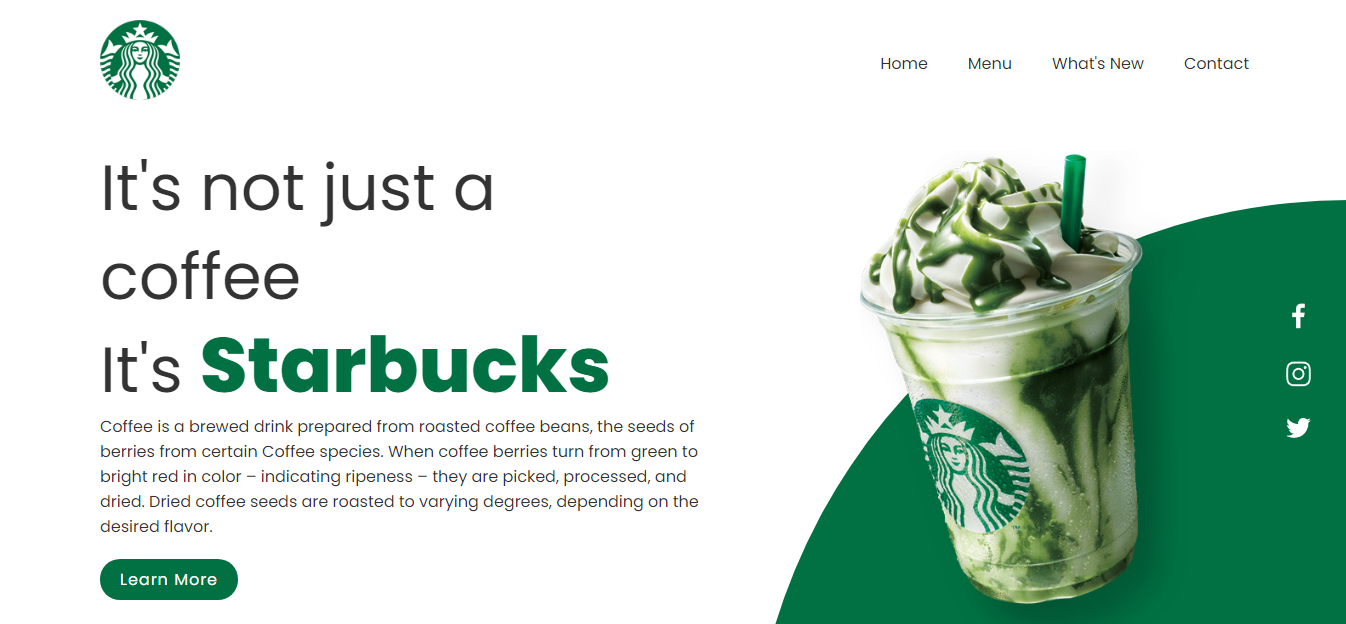 Home Menu What's New Contact
It's not just a
coffee
It's Starbucks
Coffee is a brewed drink prepared from roasted coffee beans, the seeds of
berries from certain Coffee species. When coffee berries turn from green to
bright red in color – indicating ripeness – they are picked, processed, and
dried. Dried coffee seeds are roasted to varying degrees, depending on the
desired flavor.
Learn More